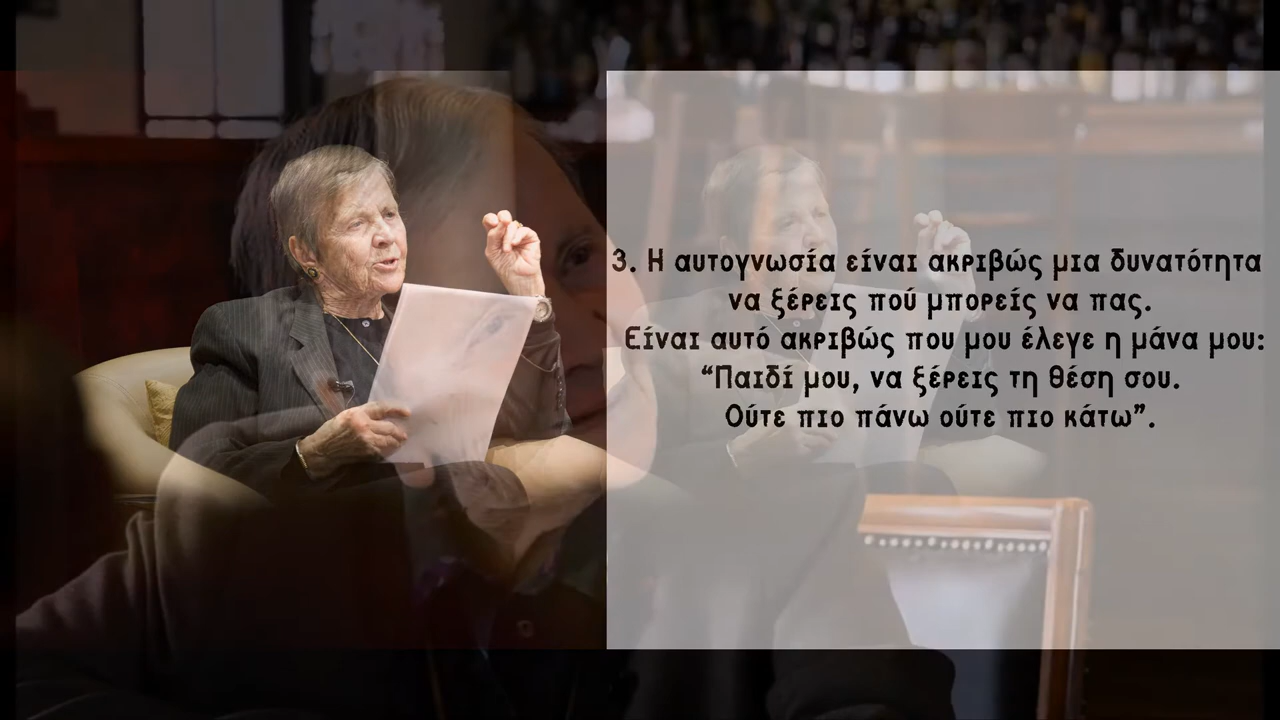 3. Η αυτογνωσία είναι ακριβώς μια δυνατότητα
να ξέρεις πού μπορείς να πας.
Είναι αυτό ακριβώς που μου έλεγε η μάνα μου:
“Παιδί μου, να ξέρεις τη θέση σου.
Ούτε πιο πάνω ούτε πιο κάτω”.